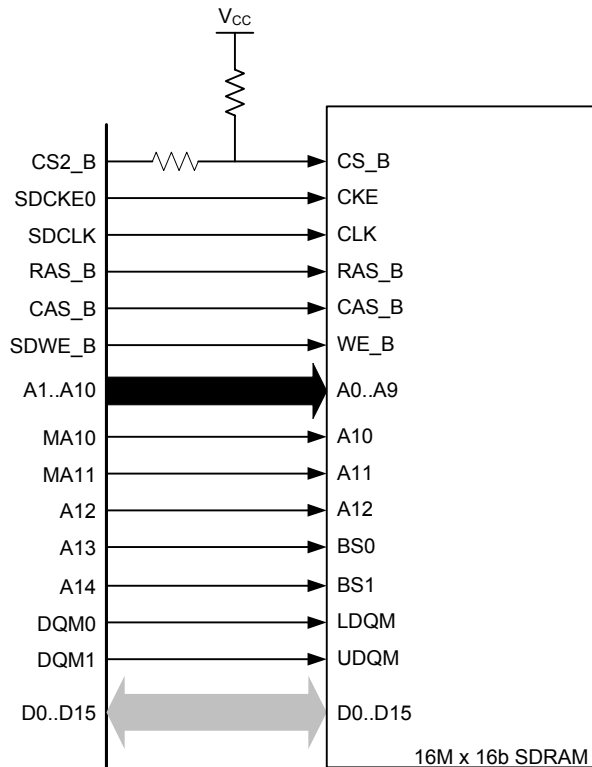 VCC
CS2_B CS_B
SDCKE0 CKE
SDCLK CLK
RAS_B RAS_B
CAS_B CAS_B
SDWE_B WE_B
A1..A10 A0..A9
MA10 A10
MA11 A11
A12 A12
A13 BS0
A14 BS1
DQM0 LDQM
DQM1 UDQM
D0..D15 D0..D15
16M x 16b SDRAM